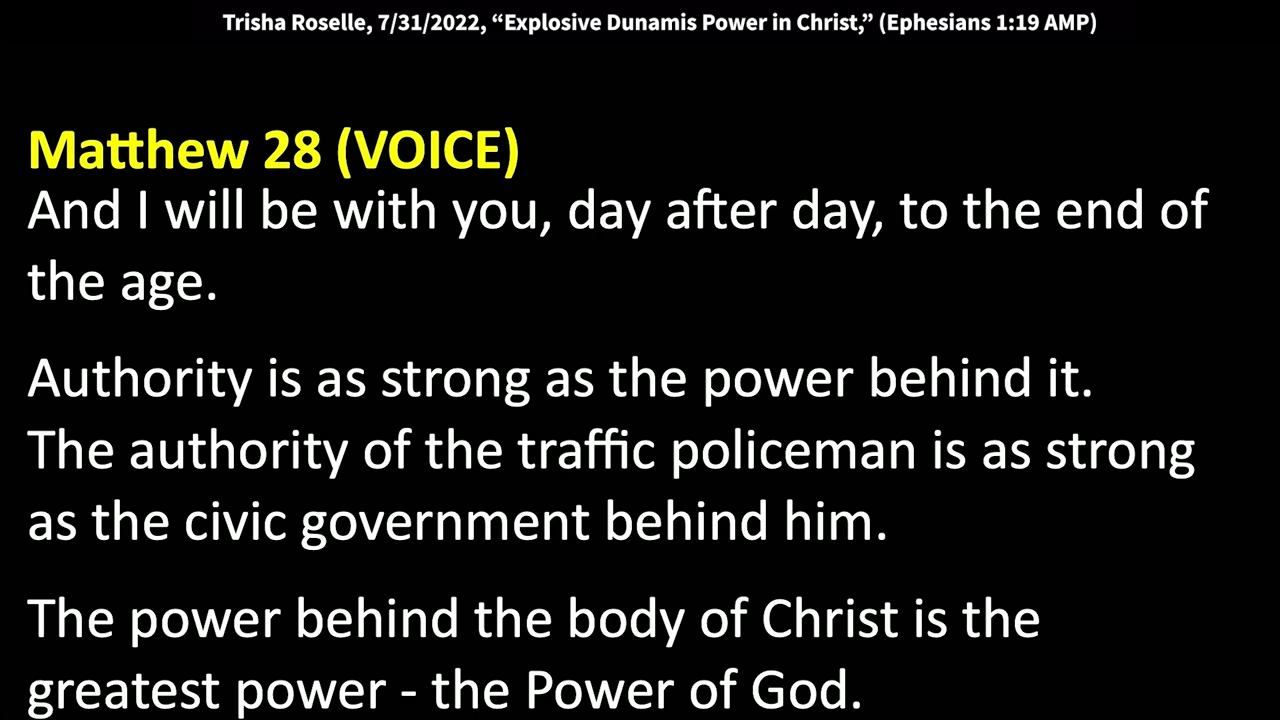 Trisha Roselle, 7/31/2022, “Explosive Dunamis Power in Christ,” (Ephesians 1:19 AMP)
Matthew 28 (VOICE)
And I will be with you, day after day, to the end of
the age.
Authority is as strong as the power behind it.
The authority of the traffic policeman is as strong
as the civic government behind him.
The power behind the body of Christ is the
greatest power - the Power of God.